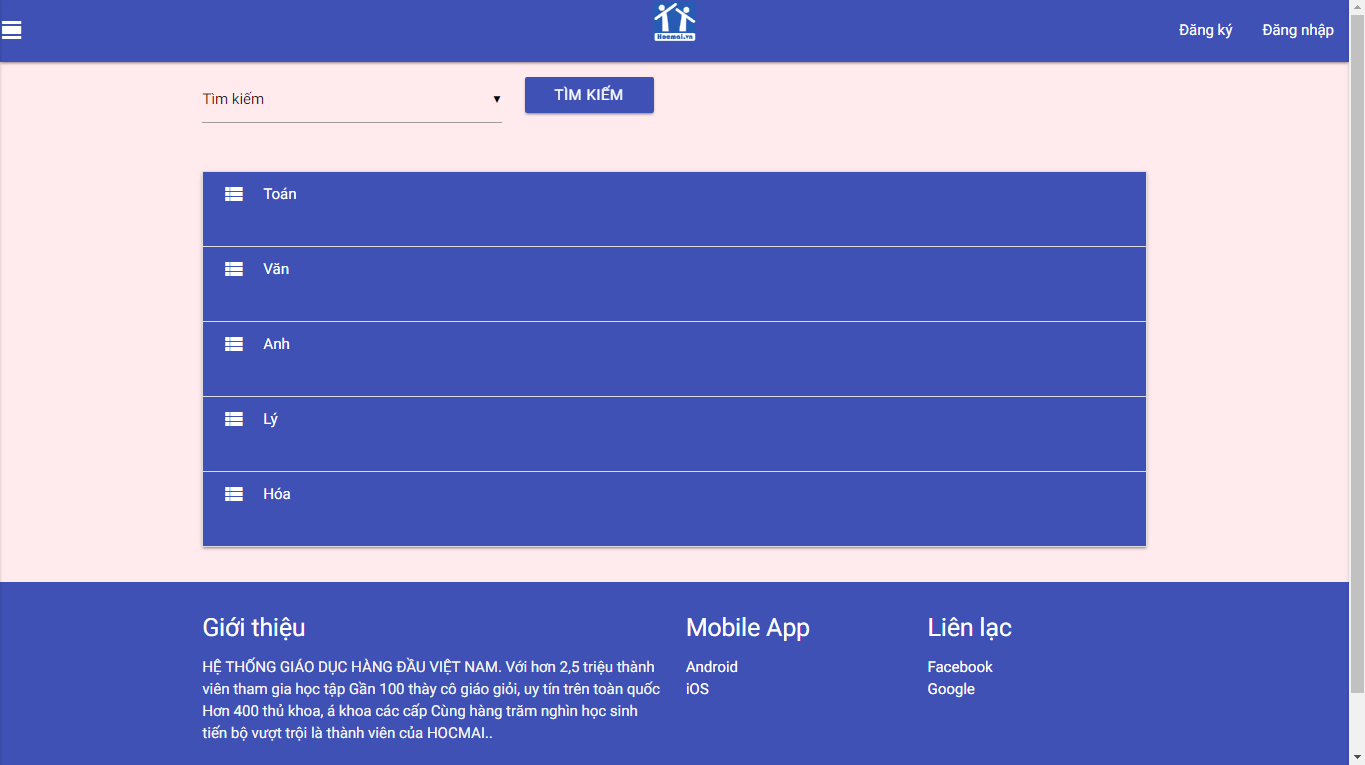 Hocmai.vn
Đăng ký
Đăng nhập
Tìm kiếm
TÌM KIẾM
Toán
Văn
Anh
Lý
Hóa
Giới thiệu
HỆ THỐNG GIÁO DỤC HÀNG ĐẦU VIỆT NAM. Với hơn 2,5 triệu thành
viên tham gia học tập Gần 100 thầy cô giáo giỏi, uy tín trên toàn quốc
Hơn 400 thủ khoa, á khoa các cấp Cùng hàng trăm nghìn học sinh
tiến bộ vượt trội là thành viên của HOCMAI..
Mobile App
Android
iOS
Liên lạc
Facebook
Google